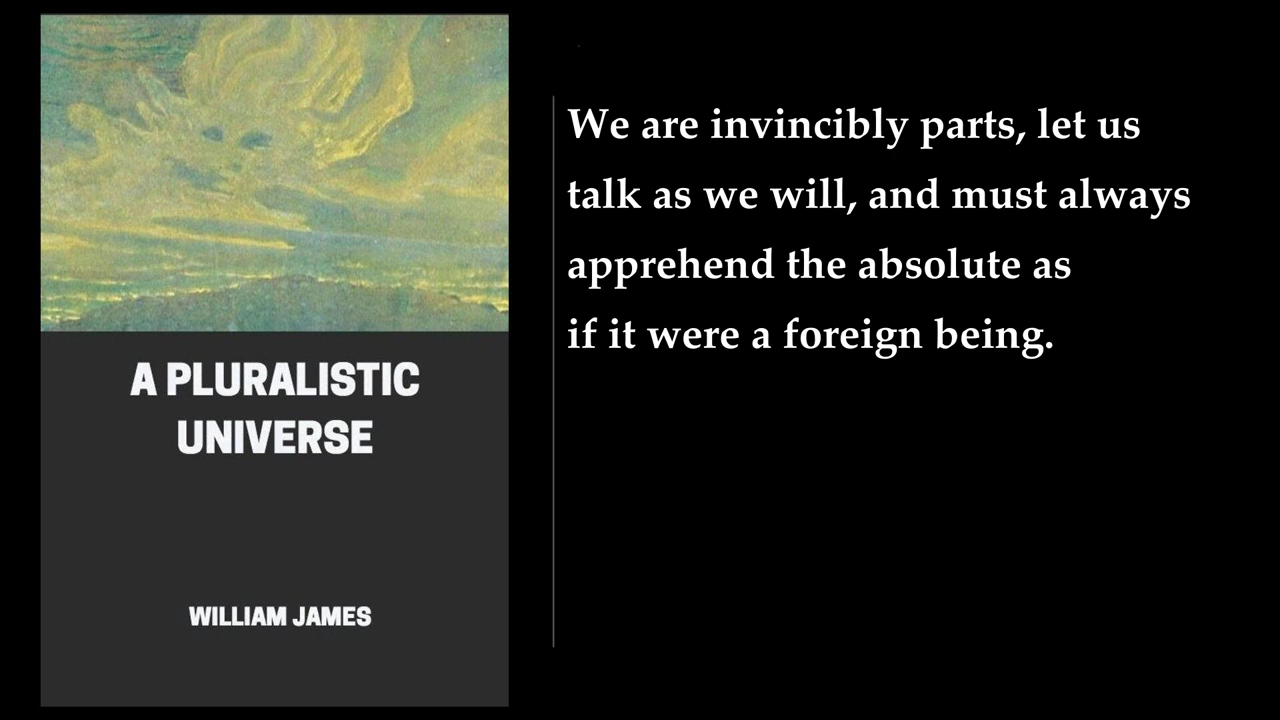 A PLURALISTIC
UNIVERSE
WILLIAM JAMES
We are invincibly parts, let us
talk as we will, and must always
apprehend the absolute as
if it were a foreign being.